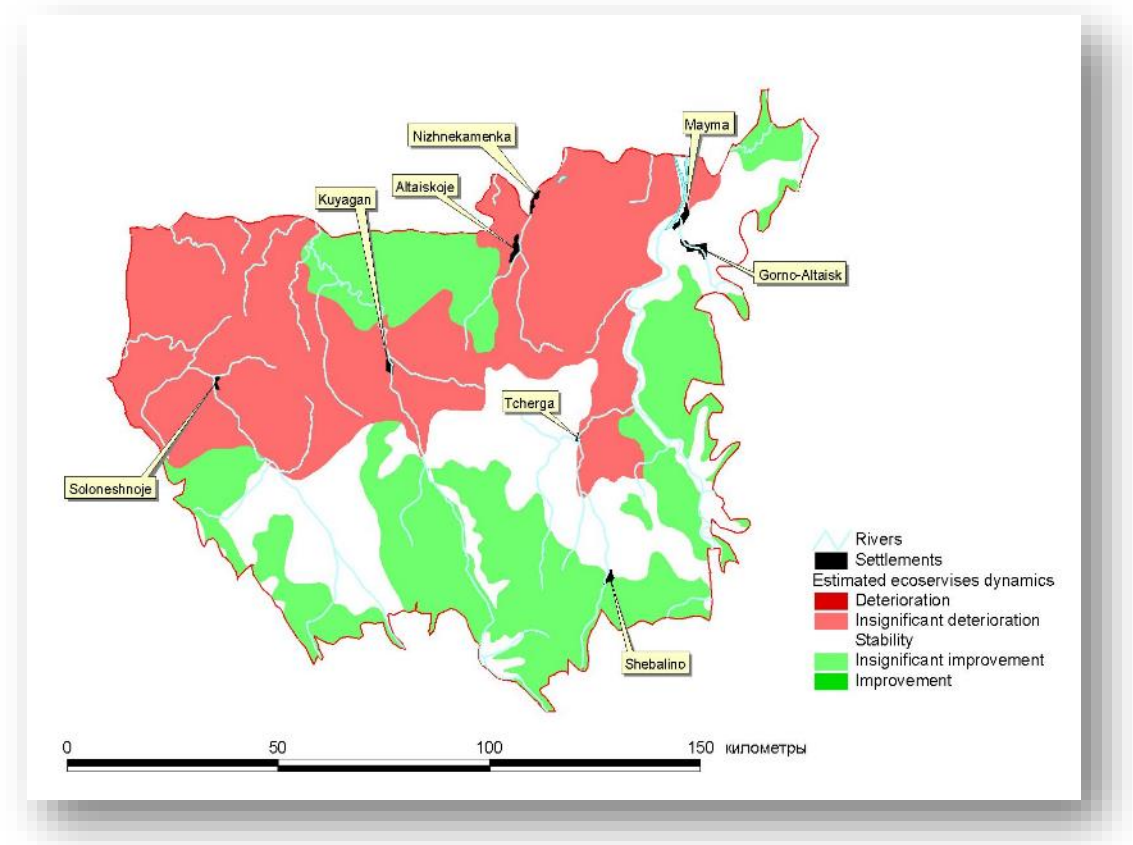 Mayma
Nizhnekamenka
Altaiskoje
Kuyagan
Gorno-Altaisk
Tcherga
Soloneshnoje
Shebalino
Rivers
Settlements
Estimated ecoservises dynamics
Deterioration
Insignificant deterioration
Stability
Insignificant improvement
Improvement
0 50 100 150 километры